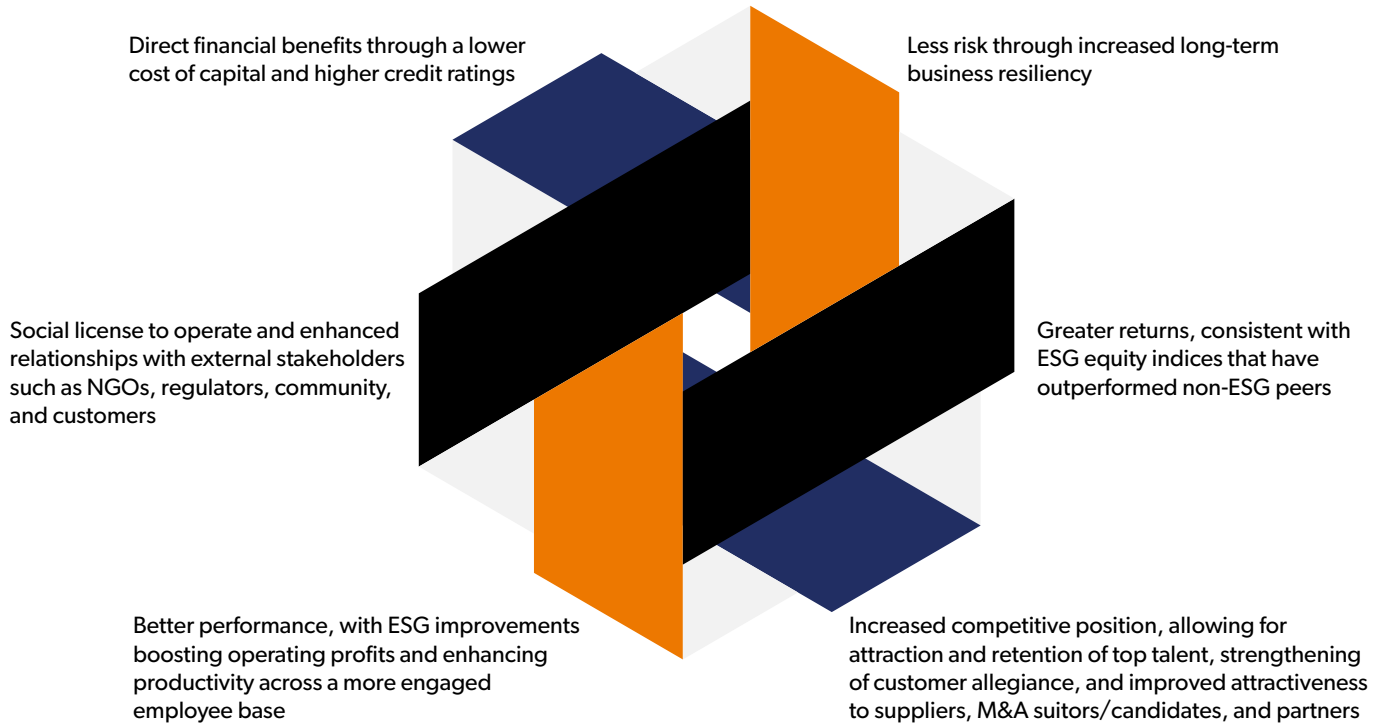 Direct financial benefits through a lower
cost of capital and higher credit ratings
Less risk through increased long-term
business resiliency
Social license to operate and enhanced
relationships with external stakeholders
such as NGOs, regulators, community,
and customers
Greater returns, consistent with
ESG equity indices that have
outperformed non-ESG peers
Better performance, with ESG improvements
boosting operating profits and enhancing
productivity across a more engaged
employee base
Increased competitive position, allowing for
attraction and retention of top talent, strengthening
of customer allegiance, and improved attractiveness
to suppliers, M&A suitors/candidates, and partners